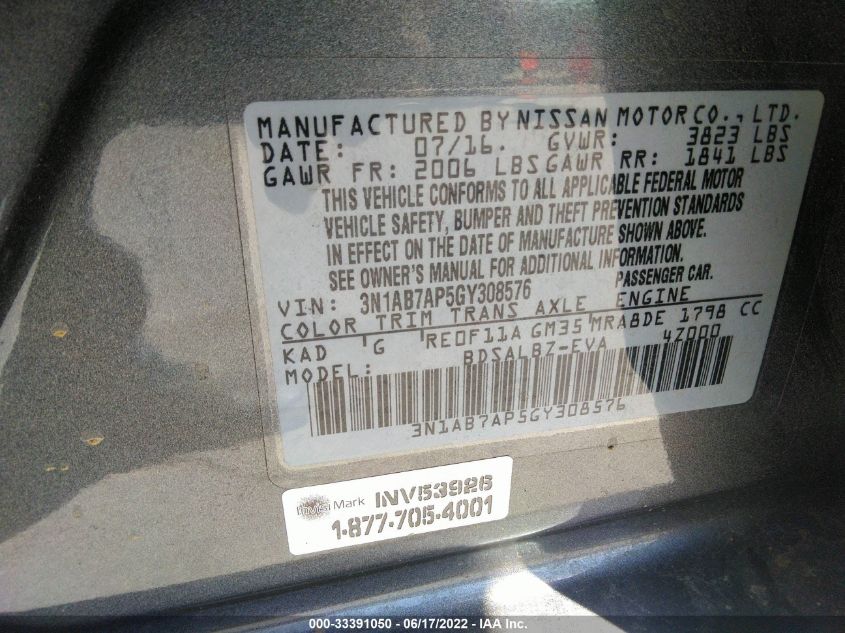 MANUFACTURED BY NISSAN MOTOR CO., LTD.
DATE: 07/16. GVWR: 3823 LBS
GAWR FR: 2006 LBS GAWR RR: 1841 LBS
THIS VEHICLE CONFORMS TO ALL APPLICABLE FEDERAL MOTOR
VEHICLE SAFETY, BUMPER AND THEFT PREVENTION STANDARDS
IN EFFECT ON THE DATE OF MANUFACTURE SHOWN ABOVE.
SEE OWNER'S MANUAL FOR ADDITIONAL INFORMATION.
VIN: 3N1AB7AP5GY308576 PASSENGER CAR.
COLOR TRIM TRANS AXLE ENGINE
KAD G RE0F11A GM35 MRA8DE 1798 CC
MODEL: BDSALBZ-EVA 4Z000
3N1AB7AP5GY308576
Mark INV53926
1-877-705-4001
000-33391050 - 06/17/2022 - IAA Inc.